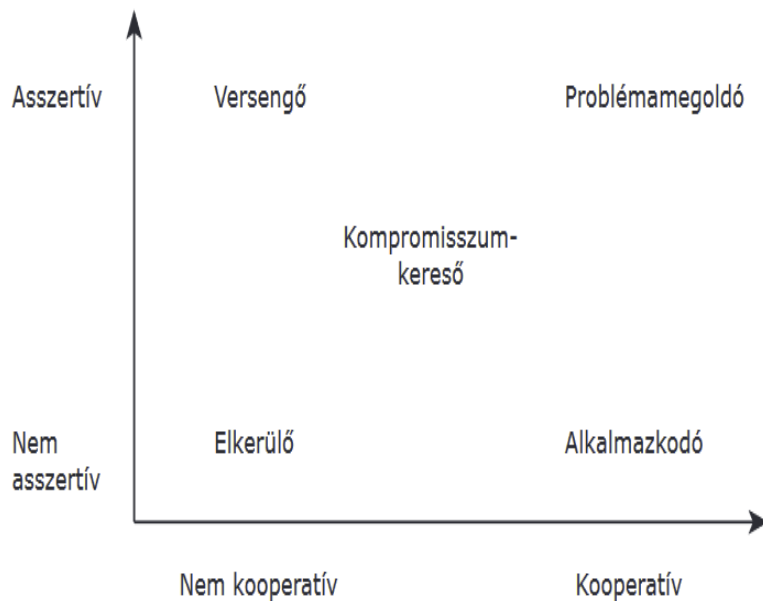 Asszertív
Versengő
Problémamegoldó
Kompromisszum-
kereső
Nem
asszertív
Elkerülő
Alkalmazkodó
Nem kooperatív
Kooperatív